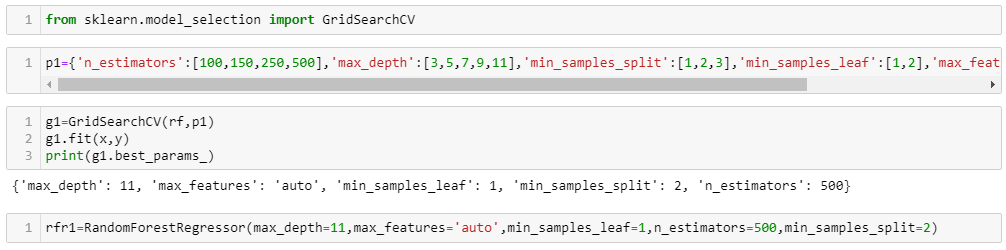 1 from sklearn.model_selection import GridSearchCV
1 p1={'n_estimators':[100,150,250,500],'max_depth':[3,5,7,9,11],'min_samples_split':[1,2,3],'min_samples_leaf':[1,2],'max_feat
1 g1=GridSearchCV(rf,p1)
2 g1.fit(x,y)
3 print(g1.best_params_)
{'max_depth': 11, 'max_features': 'auto', 'min_samples_leaf': 1, 'min_samples_split': 2, 'n_estimators': 500}
1 rfr1=RandomForestRegressor(max_depth=11,max_features='auto',min_samples_leaf=1,n_estimators=500,min_samples_split=2)